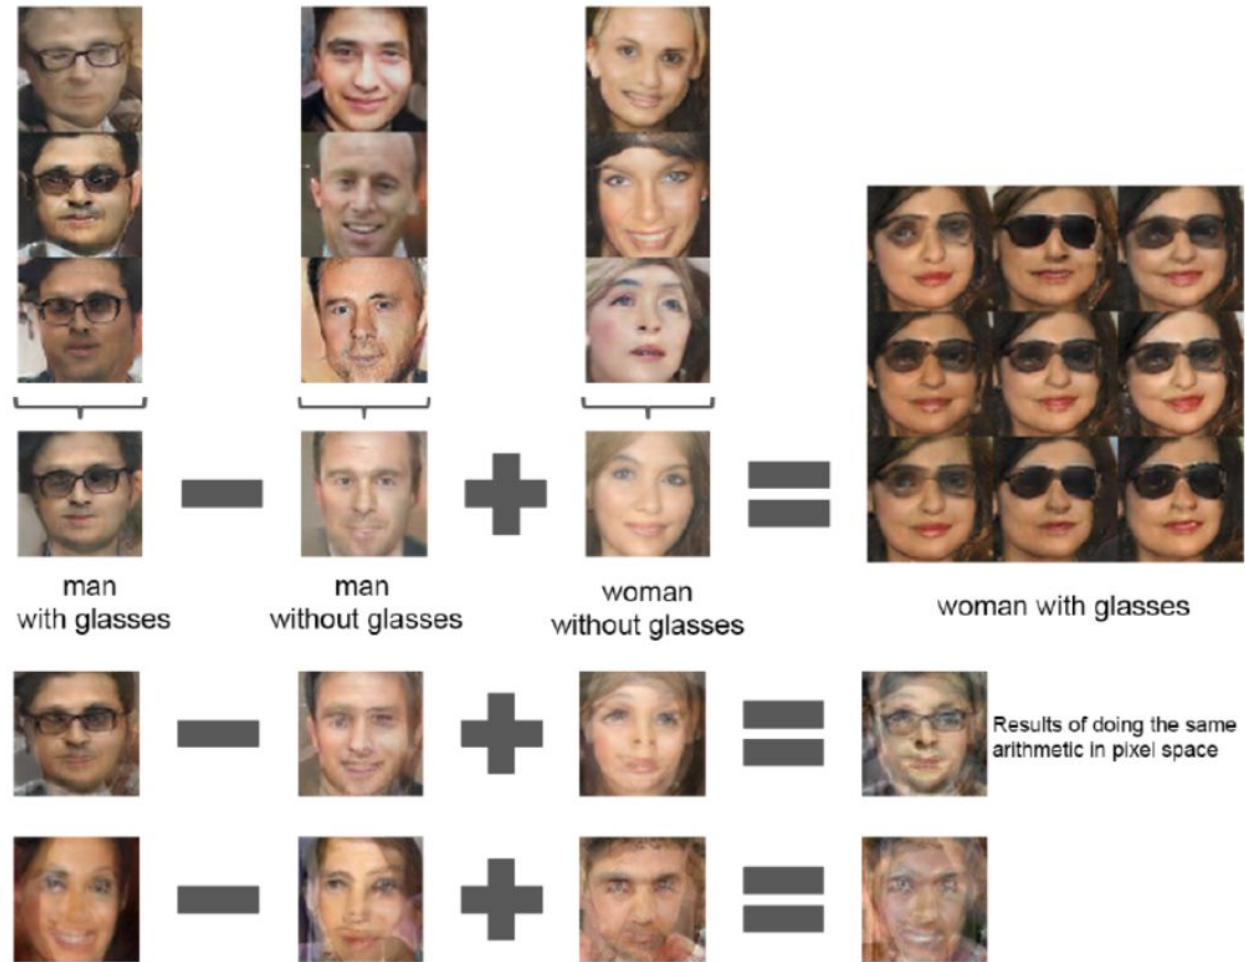 man
with glasses
man
without glasses
woman
without glasses
woman with glasses
Results of doing the same
arithmetic in pixel space